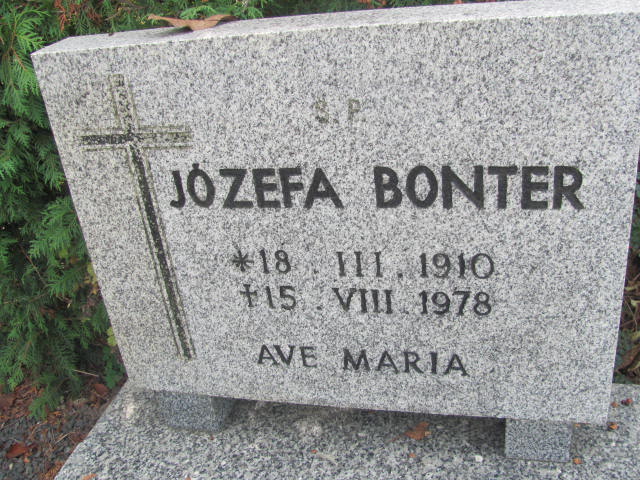 Ś.P.
JÓZEFA BONTER
*18.III.1910
†15.VIII.1978
AVE MARIA